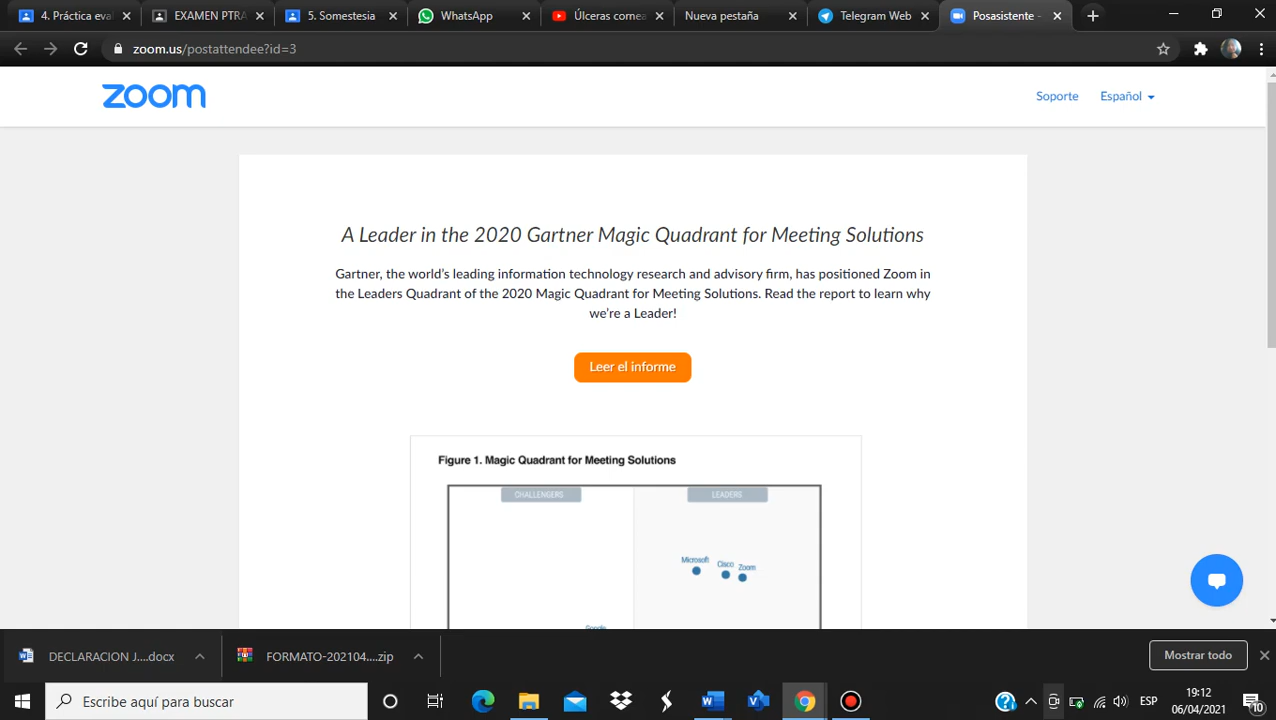 4. Práctica eval
EXAMEN PTRA
5. Somestesia
WhatsApp
Úlceras cornea
Nueva pestaña
Telegram Web
Posasistente -
zoom.us/postattendee?id=3
zoom
Soporte
Español
A Leader in the 2020 Gartner Magic Quadrant for Meeting Solutions
Gartner, the world's leading information technology research and advisory firm, has positioned Zoom in
the Leaders Quadrant of the 2020 Magic Quadrant for Meeting Solutions. Read the report to learn why
we're a Leader!
Leer el informe
Figure 1. Magic Quadrant for Meeting Solutions
CHALLENGERS
LEADERS
Microsoft
Cisco
Zoom
Google
DECLARACION J....docx
FORMATO-202104....zip
Mostrar todo
Escribe aquí para buscar
ESP
19:12
06/04/2021
10